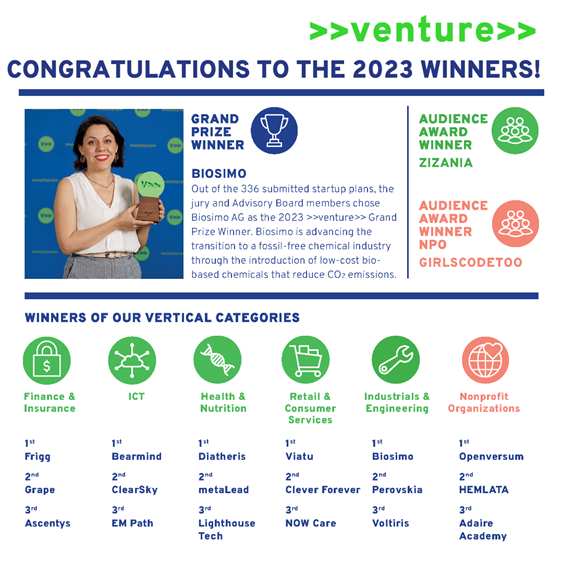 >>venture>>
CONGRATULATIONS TO THE 2023 WINNERS!
GRAND
PRIZE
WINNER
BIOSIMO
Out of the 336 submitted startup plans, the
jury and Advisory Board members chose
Biosimo AG as the 2023 >>venture>> Grand
Prize Winner. Biosimo is advancing the
transition to a fossil-free chemical industry
through the introduction of low-cost bio-
based chemicals that reduce CO₂ emissions.
AUDIENCE
AWARD
WINNER
ZIZANIA
AUDIENCE
AWARD
WINNER
NPO
GIRLSCODETOO
WINNERS OF OUR VERTICAL CATEGORIES
$
Finance &
Insurance
1st
Frigg
2nd
Grape
3rd
Ascentys
ICT
1st
Bearmind
2nd
ClearSky
3rd
EM Path
Health &
Nutrition
1st
Diatheris
2nd
metaLead
3rd
Lighthouse
Tech
Retail &
Consumer
Services
1st
Viatu
2nd
Clever Forever
3rd
NOW Care
Industrials &
Engineering
1st
Biosimo
2nd
Perovskia
3rd
Voltiris
Nonprofit
Organizations
1st
Openversum
2nd
HEMLATA
3rd
Adaire
Academy